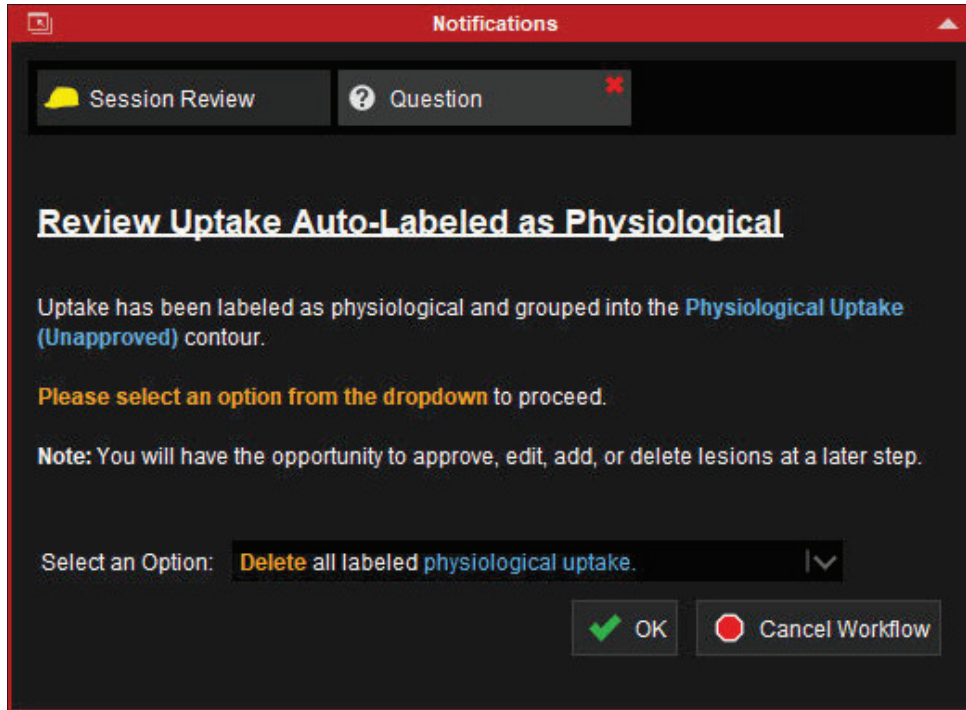 Notifications
Session Review
Question
Review Uptake Auto-Labeled as Physiological
Uptake has been labeled as physiological and grouped into the Physiological Uptake
(Unapproved) contour.
Please select an option from the dropdown to proceed.
Note: You will have the opportunity to approve, edit, add, or delete lesions at a later step.
Select an Option: Delete all labeled physiological uptake.
OK
Cancel Workflow